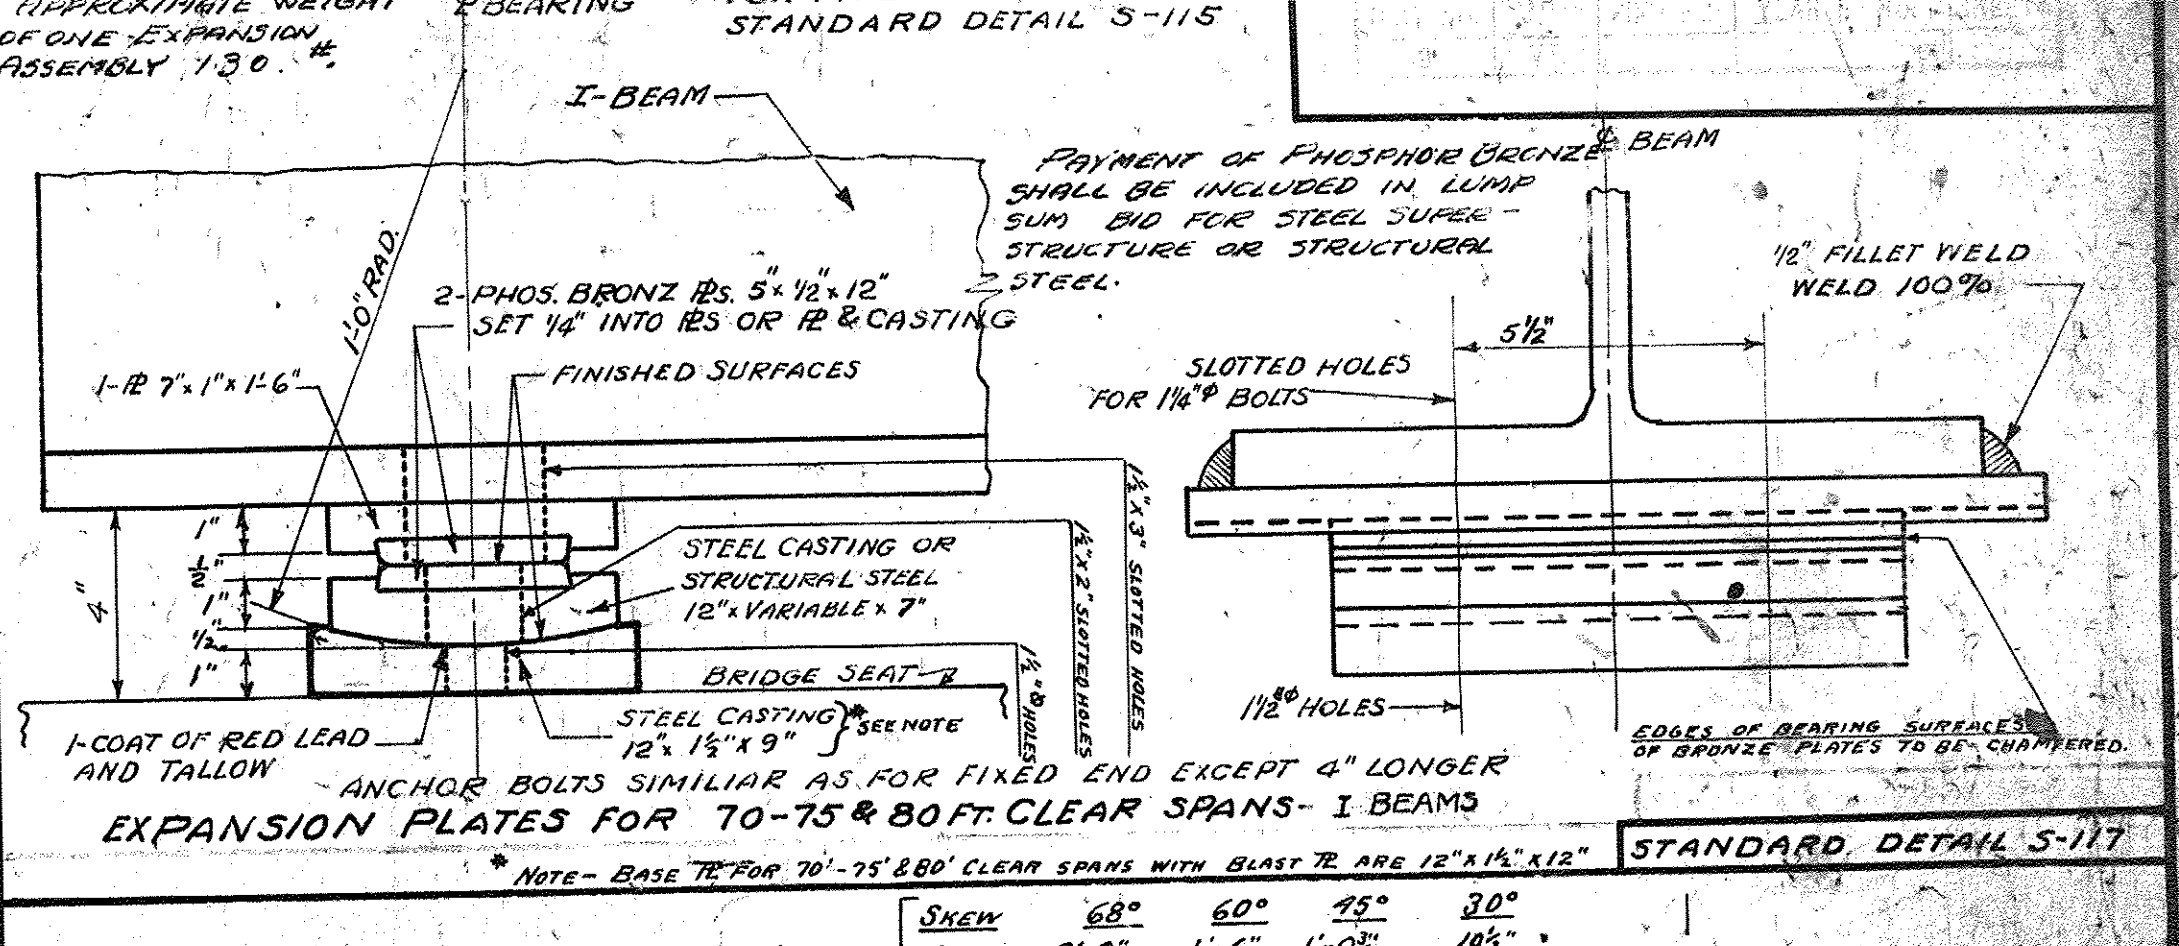 APPROXIMATE WEIGHT
OF ONE EXPANSION
ASSEMBLY 130 #.
℄ BEARING
STANDARD DETAIL S-115
I-BEAM
1'-0" RAD.
PAYMENT OF PHOSPHOR BRONZE
SHALL BE INCLUDED IN LUMP
SUM BID FOR STEEL SUPER-
STRUCTURE OR STRUCTURAL
STEEL.
℄ BEAM
1/2" FILLET WELD
WELD 100%
2-PHOS. BRONZ PLS. 5"x 1/2"x 12"
SET 1/4" INTO PLS OR PL & CASTING
FINISHED SURFACES
1-PL 7"x 1"x 1'-6"
5 1/2"
SLOTTED HOLES
FOR 1 1/4"φ BOLTS
1"
1/2"
1"
1/2"
1"
4"
STEEL CASTING OR
STRUCTURAL STEEL
12"x VARIABLE x 7"
BRIDGE SEAT
STEEL CASTING } * SEE NOTE
12"x 1 1/2"x 9"
1 1/2"φ HOLES
1 1/2"x 2" SLOTTED HOLES
1 1/2"x 3" SLOTTED HOLES
1-COAT OF RED LEAD
AND TALLOW
1 1/2"φ HOLES
EDGES OF BEARING SURFACES
OF BRONZE PLATES TO BE CHAMFERED.
ANCHOR BOLTS SIMILIAR AS FOR FIXED END EXCEPT 4" LONGER
EXPANSION PLATES FOR 70-75 & 80 FT. CLEAR SPANS- I BEAMS
* NOTE- BASE PL FOR 70'-75' & 80' CLEAR SPANS WITH BLAST PL ARE 12"x 1 1/2"x 12"
STANDARD DETAIL S-117
SKEW 68° 60° 45° 30°